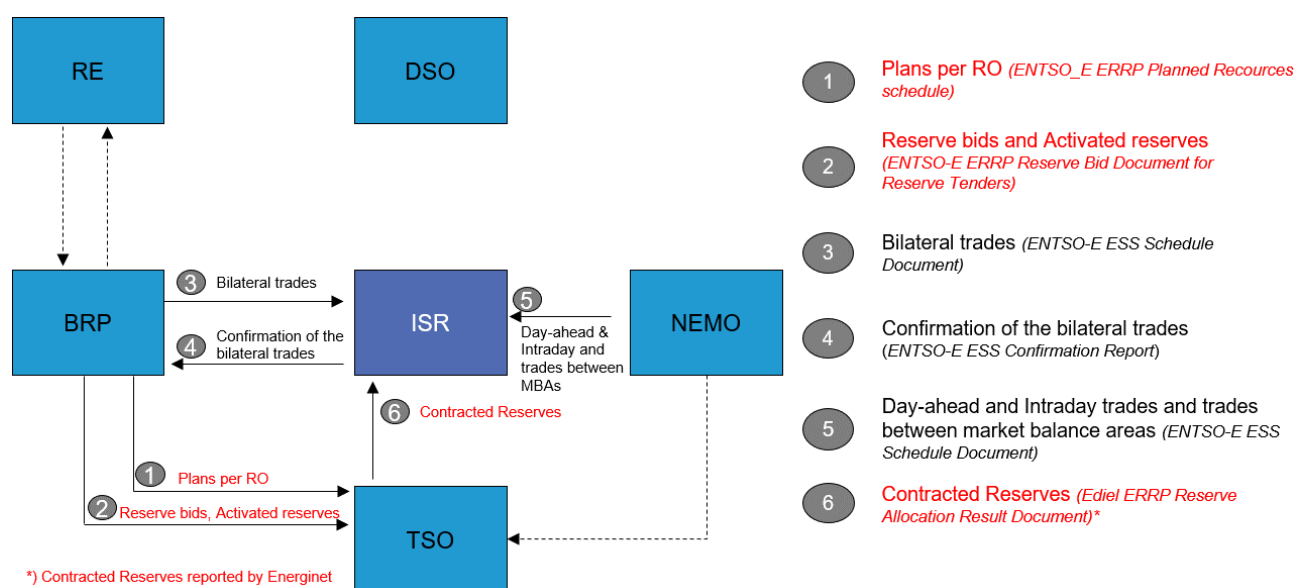 RE
DSO
BRP
ISR
NEMO
TSO
3 Bilateral trades
4 Confirmation of the
bilateral trades
5
Day-ahead &
Intraday and
trades between
MBAs
6 Contracted Reserves
1 Plans per RO
2 Reserve bids, Activated reserves
*) Contracted Reserves reported by Energinet
1 Plans per RO (ENTSO_E ERRP Planned Recources
schedule)
2 Reserve bids and Activated reserves
(ENTSO-E ERRP Reserve Bid Document for
Reserve Tenders)
3 Bilateral trades (ENTSO-E ESS Schedule
Document)
4 Confirmation of the bilateral trades
(ENTSO-E ESS Confirmation Report)
5 Day-ahead and Intraday trades and trades
between market balance areas (ENTSO-E ESS
Schedule Document)
6 Contracted Reserves (Ediel ERRP Reserve
Allocation Result Document)*